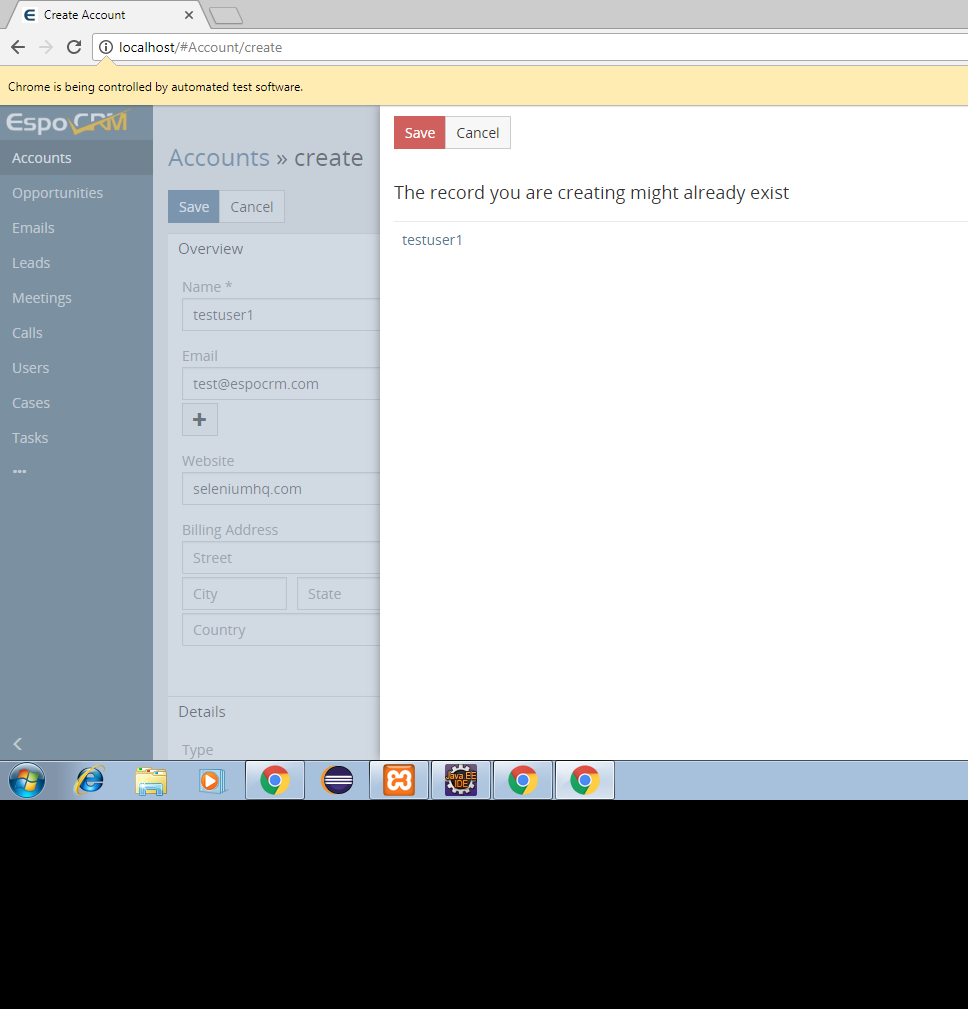 Create Account
localhost/#Account/create
Chrome is being controlled by automated test software.
EspoCRM
Accounts
Opportunities
Emails
Leads
Meetings
Calls
Users
Cases
Tasks
Accounts » create
Save Cancel
Overview
Name *
testuser1
Email
test@espocrm.com
Website
seleniumhq.com
Billing Address
Street
City State
Country
Details
Type
Save Cancel
The record you are creating might already exist
testuser1
Java EE
IDE